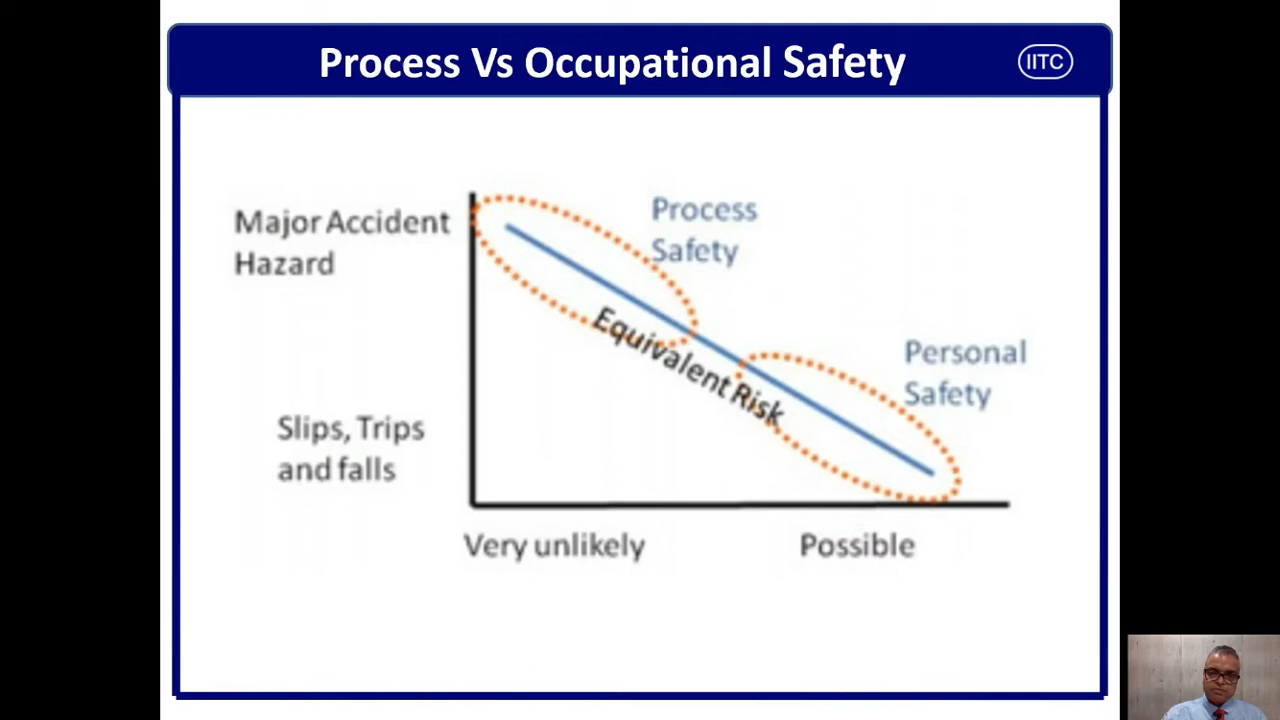 Process Vs Occupational Safety
IITC
Process
Safety
Major Accident
Hazard
Equivalent Risk
Personal
Safety
Slips, Trips
and falls
Very unlikely
Possible